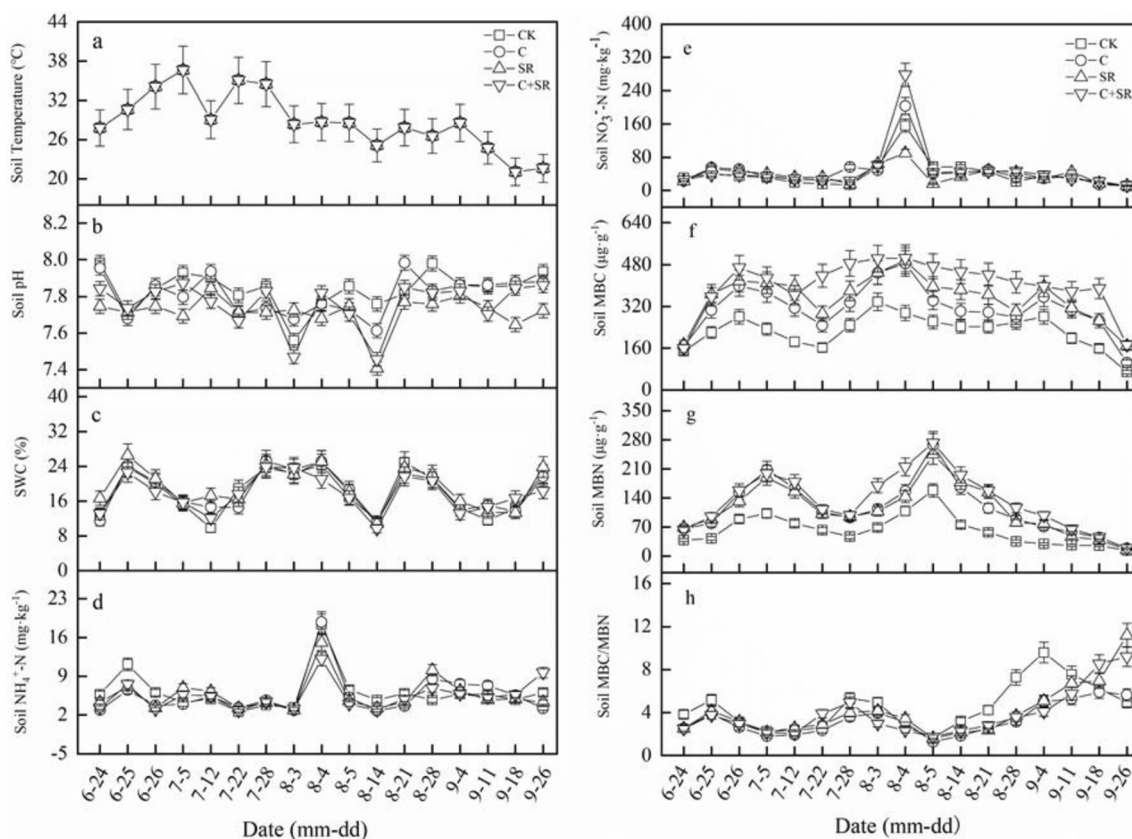 a
Soil Temperature (℃)
44
38
32
26
20
CK
C
SR
C+SR
b
Soil pH
8.2
8.0
7.8
7.6
7.4
c
SWC (%)
40
32
24
16
8
0
d
Soil NH₄⁺-N (mg·kg⁻¹)
23
16
9
2
-5
6-24
6-25
6-26
7-5
7-12
7-22
7-28
8-3
8-4
8-5
8-14
8-21
8-28
9-4
9-11
9-18
9-26
Date (mm-dd)
e
Soil NO₃⁻-N (mg·kg⁻¹)
400
320
240
160
80
0
CK
C
SR
C+SR
f
Soil MBC (μg·g⁻¹)
640
480
320
160
0
g
Soil MBN (μg·g⁻¹)
350
280
210
140
70
0
h
Soil MBC/MBN
16
12
8
4
0
6-24
6-25
6-26
7-5
7-12
7-22
7-28
8-3
8-4
8-5
8-14
8-21
8-28
9-4
9-11
9-18
9-26
Date (mm-dd)